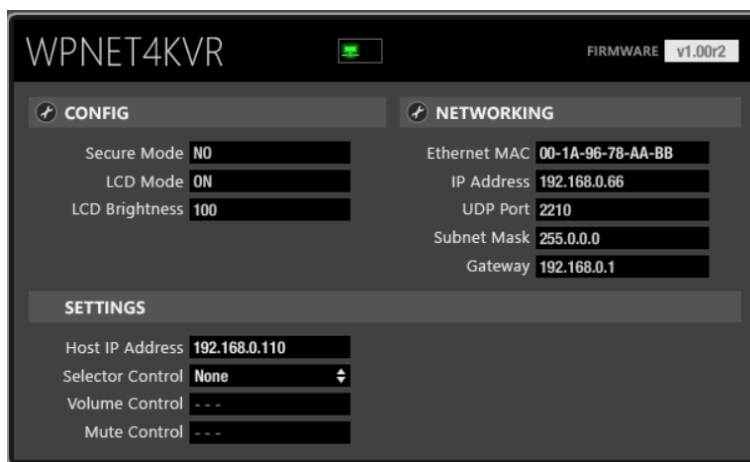 WPNET4KVR FIRMWARE v1.00r2
CONFIG
Secure Mode NO
LCD Mode ON
LCD Brightness 100
NETWORKING
Ethernet MAC 00-1A-96-78-AA-BB
IP Address 192.168.0.66
UDP Port 2210
Subnet Mask 255.0.0.0
Gateway 192.168.0.1
SETTINGS
Host IP Address 192.168.0.110
Selector Control None
Volume Control - - -
Mute Control - - -